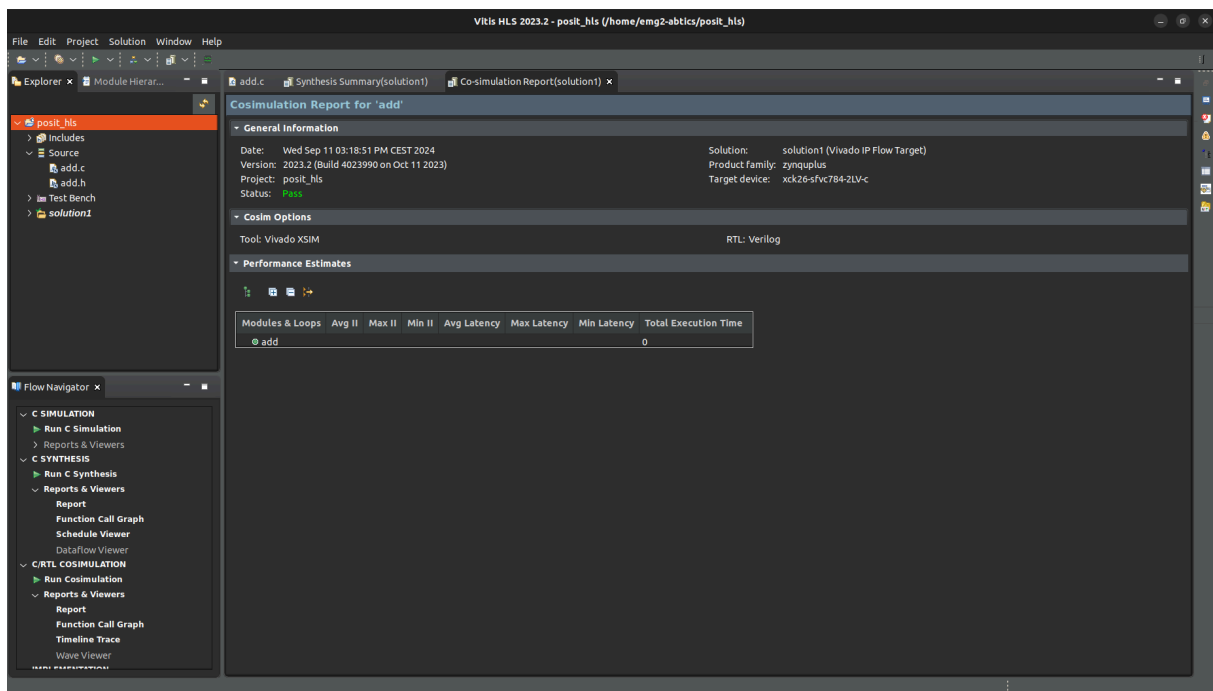 Vitis HLS 2023.2 - posit_hls (/home/emg2-abtics/posit_hls)
File Edit Project Solution Window Help
Explorer Module Hierar...
posit_hls
Includes
Source
add.c
add.h
Test Bench
solution1
Flow Navigator
C SIMULATION
Run C Simulation
Reports & Viewers
C SYNTHESIS
Run C Synthesis
Reports & Viewers
Report
Function Call Graph
Schedule Viewer
Dataflow Viewer
C/RTL COSIMULATION
Run Cosimulation
Reports & Viewers
Report
Function Call Graph
Timeline Trace
Wave Viewer
IMPLEMENTATION
add.c Synthesis Summary(solution1) Co-simulation Report(solution1)
Cosimulation Report for 'add'
General Information
Date: Wed Sep 11 03:18:51 PM CEST 2024 Solution: solution1 (Vivado IP Flow Target)
Version: 2023.2 (Build 4023990 on Oct 11 2023) Product family: zynquplus
Project: posit_hls Target device: xck26-sfvc784-2LV-c
Status: Pass
Cosim Options
Tool: Vivado XSIM RTL: Verilog
Performance Estimates
Modules & Loops Avg II Max II Min II Avg Latency Max Latency Min Latency Total Execution Time
add 0